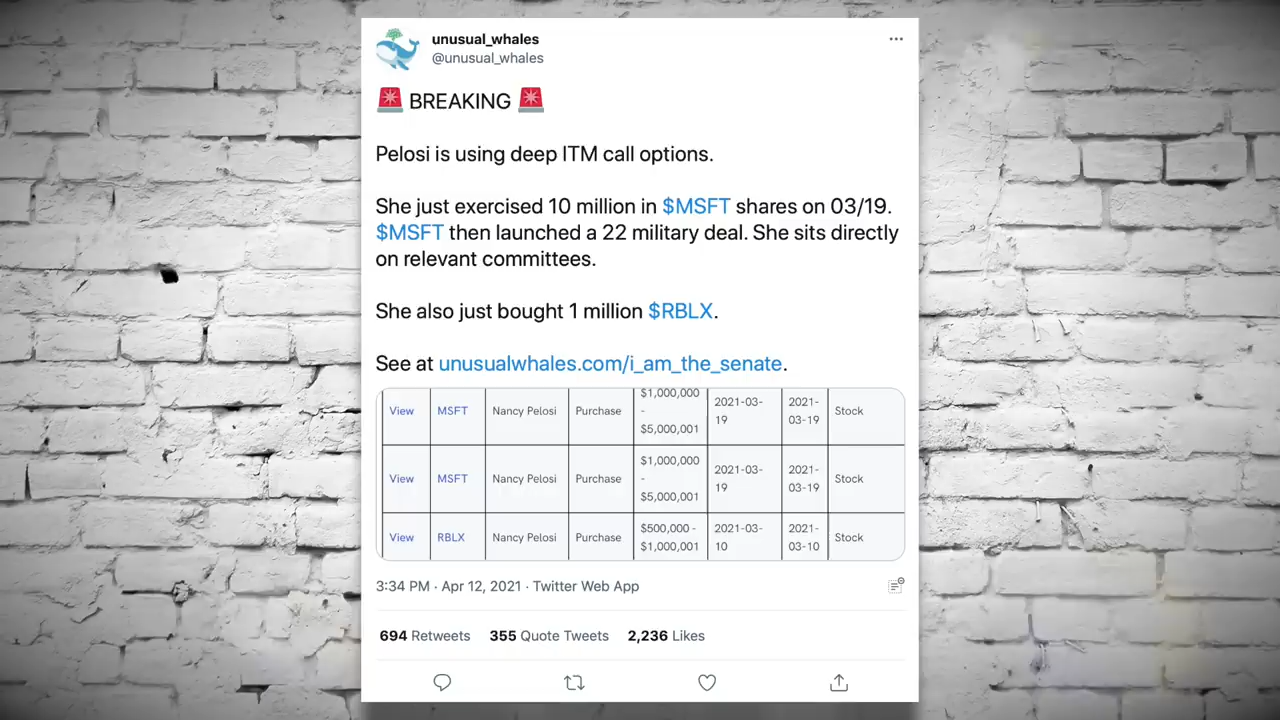 unusual_whales
@unusual_whales
🚨 BREAKING 🚨
Pelosi is using deep ITM call options.
She just exercised 10 million in $MSFT shares on 03/19.
$MSFT then launched a 22 military deal. She sits directly
on relevant committees.
She also just bought 1 million $RBLX.
See at unusualwhales.com/i_am_the_senate.
View MSFT Nancy Pelosi Purchase $1,000,000 - $5,000,001 2021-03-19 2021-03-19 Stock
View MSFT Nancy Pelosi Purchase $1,000,000 - $5,000,001 2021-03-19 2021-03-19 Stock
View RBLX Nancy Pelosi Purchase $500,000 - $1,000,001 2021-03-10 2021-03-10 Stock
3:34 PM · Apr 12, 2021 · Twitter Web App
694 Retweets 355 Quote Tweets 2,236 Likes